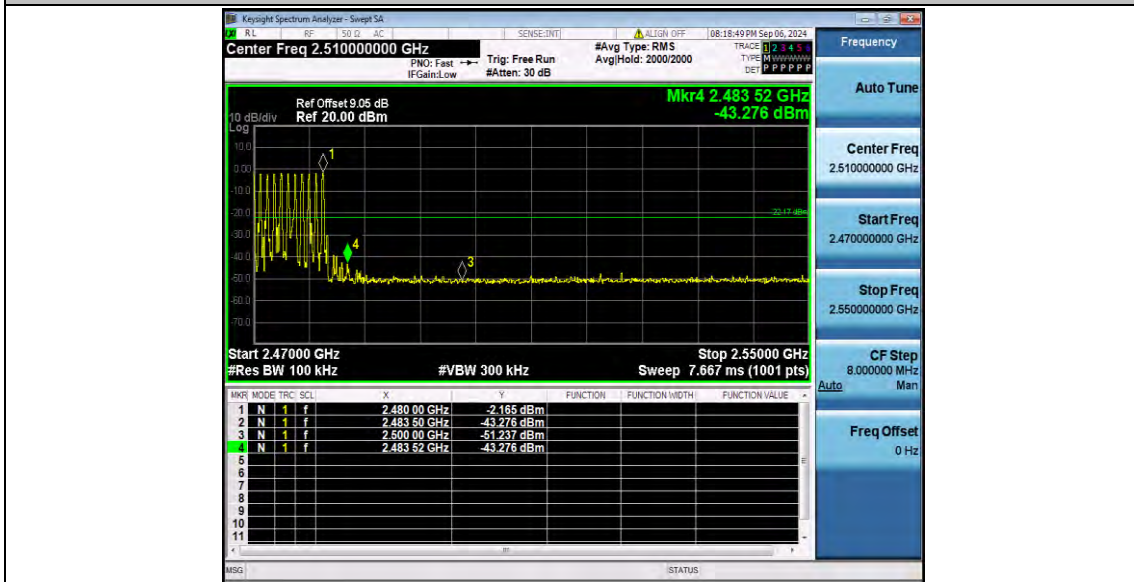 Keysight Spectrum Analyzer - Swept SA
RL RF 50 Ω AC SENSE:INT ALIGN OFF 08:18:49 PM Sep 06, 2024
Center Freq 2.510000000 GHz
PNO: Fast
IFGain:Low
Trig: Free Run
#Atten: 30 dB
#Avg Type: RMS
Avg|Hold: 2000/2000
TRACE 1 2 3 4 5 6
TYPE M WWWWW
DET P P P P P P
Frequency
Auto Tune
Center Freq
2.510000000 GHz
Start Freq
2.470000000 GHz
Stop Freq
2.550000000 GHz
CF Step
8.000000 MHz
Auto Man
Freq Offset
0 Hz
Mkr4 2.483 52 GHz
-43.276 dBm
Ref Offset 9.05 dB
10 dB/div Ref 20.00 dBm
Log
10.0
0.00
-10.0
-20.0
-30.0
-40.0
-50.0
-60.0
-70.0
1
4
3
-22.17 dBm
Start 2.47000 GHz Stop 2.55000 GHz
#Res BW 100 kHz #VBW 300 kHz Sweep 7.667 ms (1001 pts)
MKR MODE TRC SCL X Y FUNCTION FUNCTION WIDTH FUNCTION VALUE
1 N 1 f 2.480 00 GHz -2.165 dBm
2 N 1 f 2.483 50 GHz -43.276 dBm
3 N 1 f 2.500 00 GHz -51.237 dBm
4 N 1 f 2.483 52 GHz -43.276 dBm
5
6
7
8
9
10
11
MSG STATUS